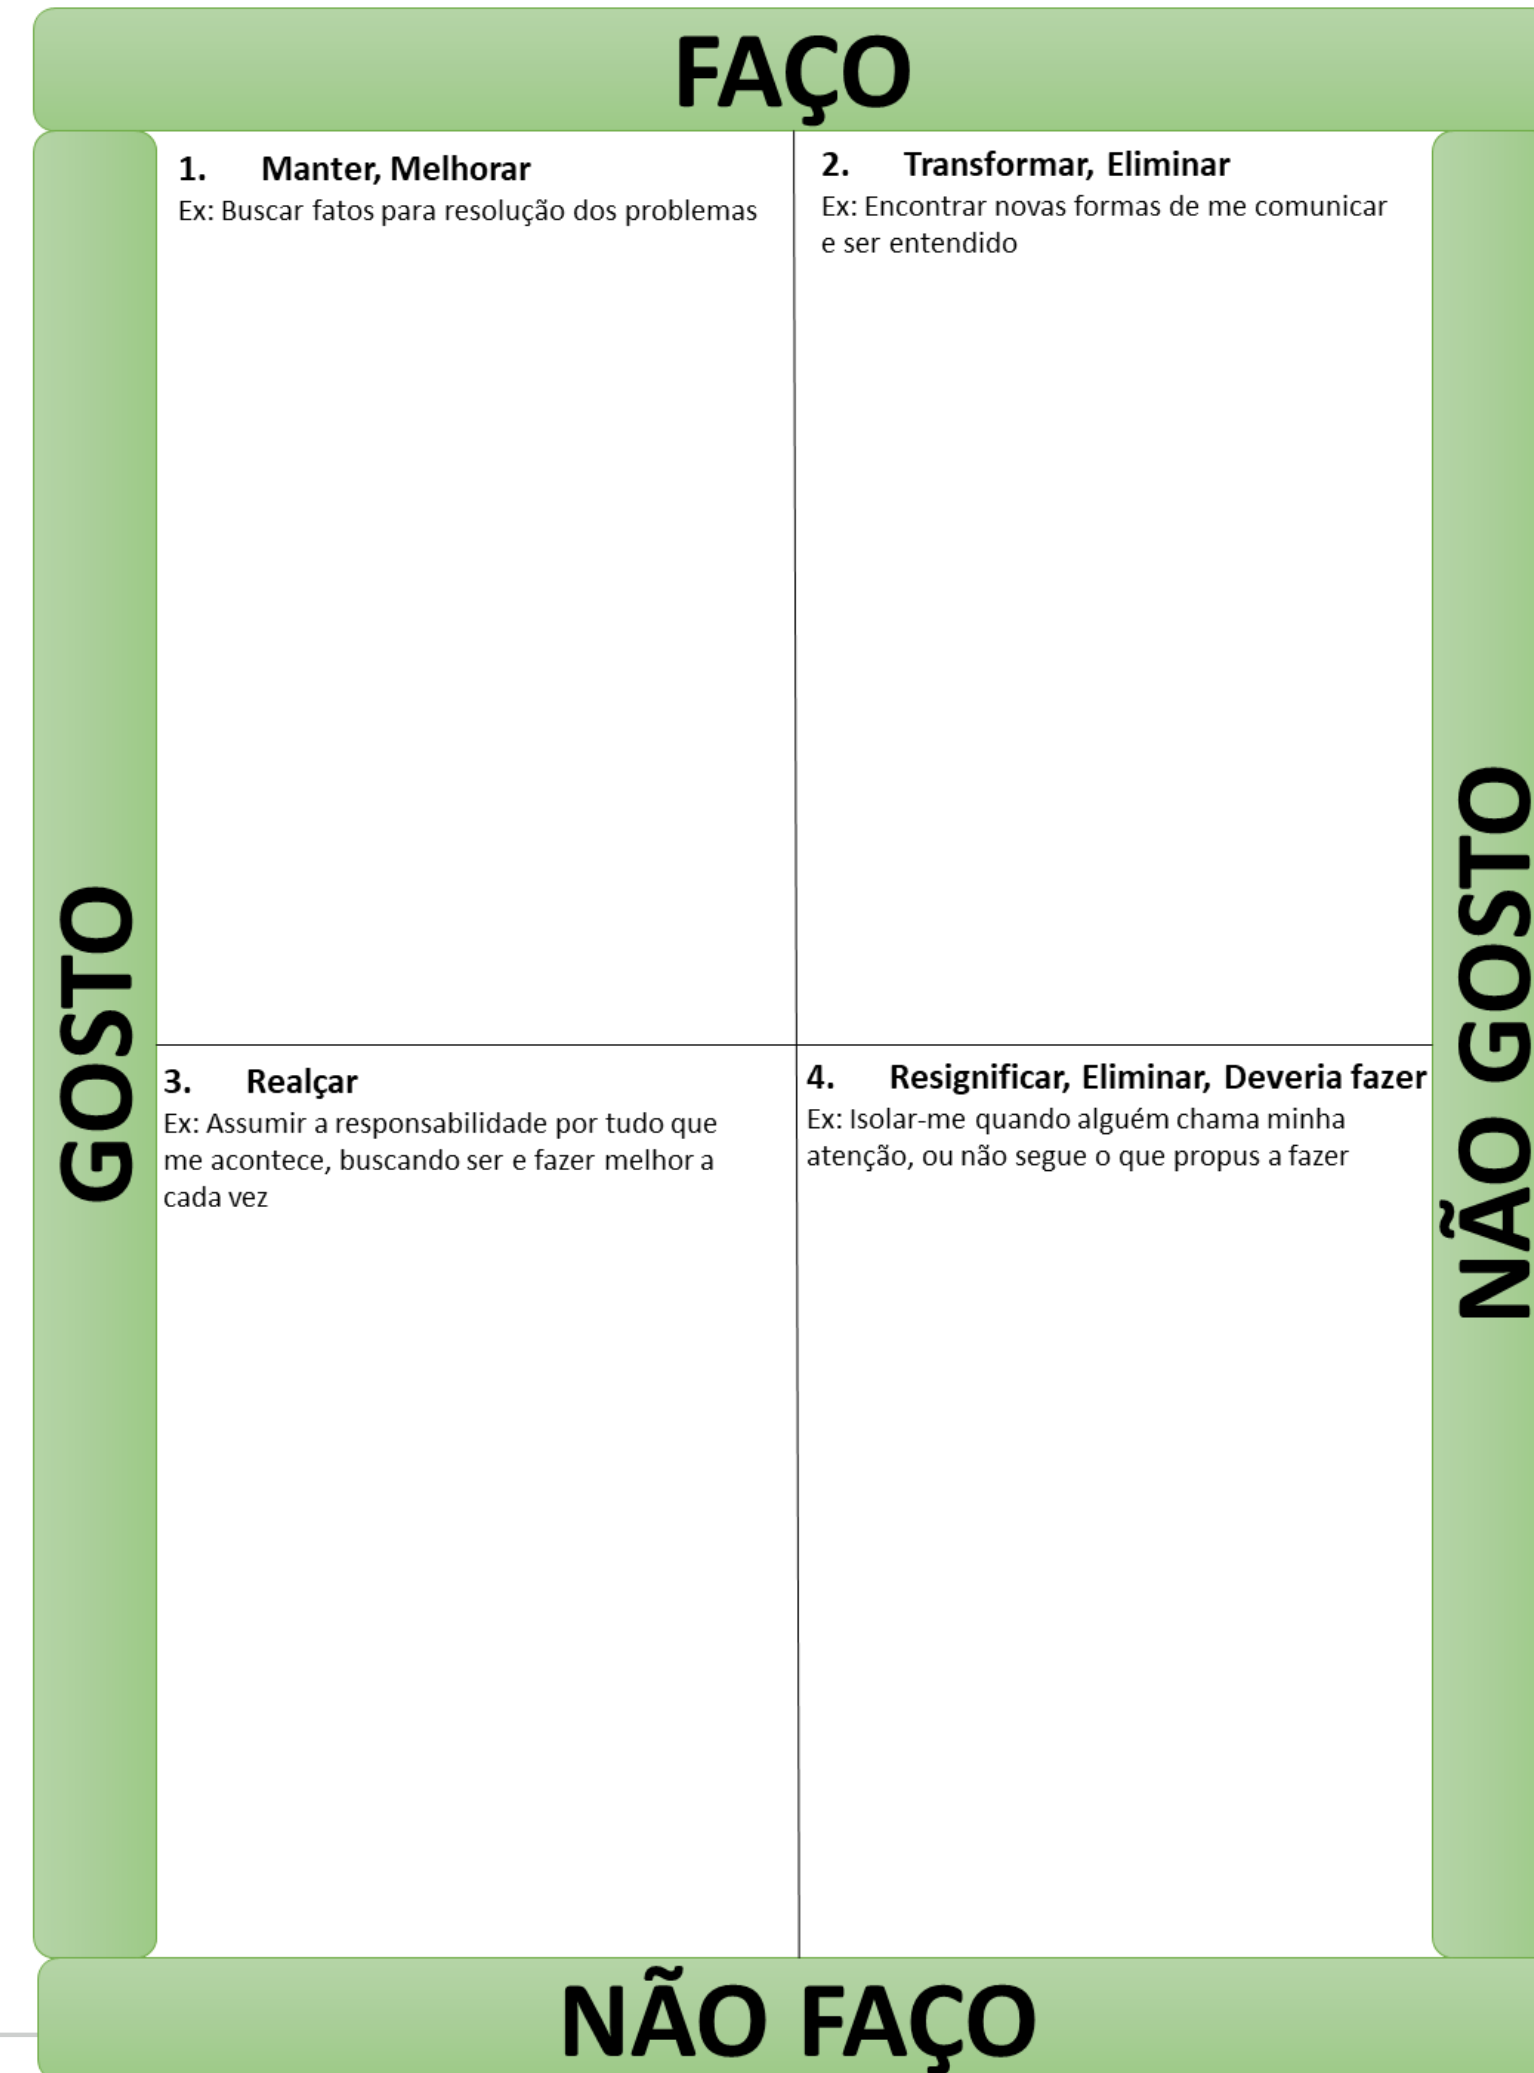 FAÇO
1. Manter, Melhorar
Ex: Buscar fatos para resolução dos problemas
2. Transformar, Eliminar
Ex: Encontrar novas formas de me comunicar
e ser entendido
GOSTO
NÃO GOSTO
3. Realçar
Ex: Assumir a responsabilidade por tudo que
me acontece, buscando ser e fazer melhor a
cada vez
4. Resignificar, Eliminar, Deveria fazer
Ex: Isolar-me quando alguém chama minha
atenção, ou não segue o que propus a fazer
NÃO FAÇO